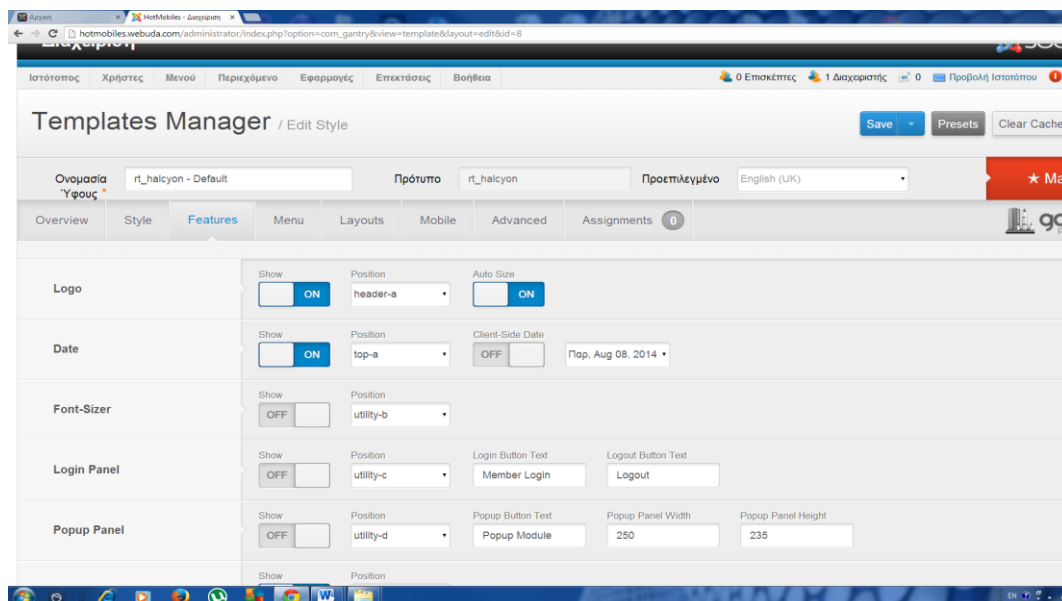 Αρχική HotMobiles - Διαχείριση
hotmobiles.webuda.com/administrator/index.php?option=com_gantry&view=template&layout=edit&id=8
Διαχείριση
Ιστότοπος Χρήστες Μενού Περιεχόμενο Εφαρμογές Επεκτάσεις Βοήθεια 0 Επισκέπτες 1 Διαχειριστής 0 Προβολή Ιστοτόπου
Templates Manager / Edit Style Save Presets Clear Cache
Ονομασία Ύφους * rt_halcyon - Default Πρότυπο rt_halcyon Προεπιλεγμένο English (UK) Ma
Overview Style Features Menu Layouts Mobile Advanced Assignments 0
Show Position Auto Size
Logo ON header-a ON
Show Position Client-Side Date
Date ON top-a OFF Παρ, Aug 08, 2014
Show Position
Font-Sizer OFF utility-b
Show Position Login Button Text Logout Button Text
Login Panel OFF utility-c Member Login Logout
Show Position Popup Button Text Popup Panel Width Popup Panel Height
Popup Panel OFF utility-d Popup Module 250 235
Show Position
EN